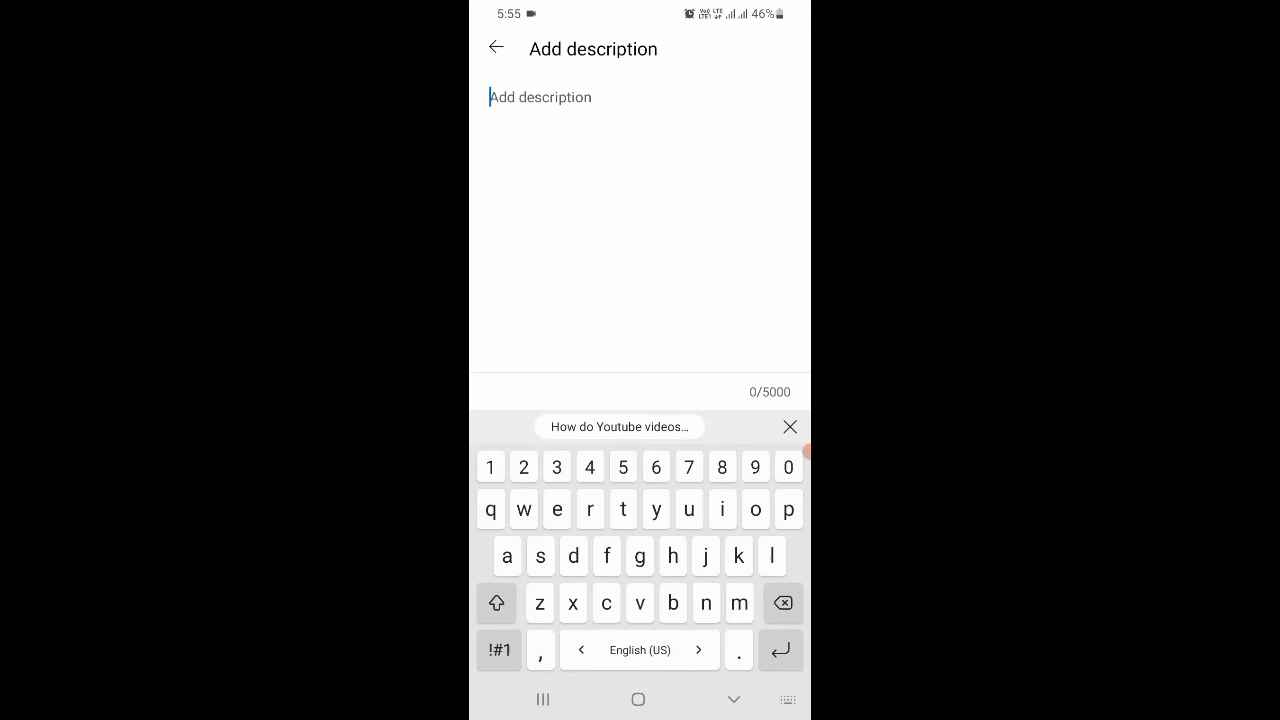 5:55 46%
Add description
Add description
0/5000
How do Youtube videos...
1 2 3 4 5 6 7 8 9 0
q w e r t y u i o p
a s d f g h j k l
z x c v b n m
!#1 , < English (US) > .